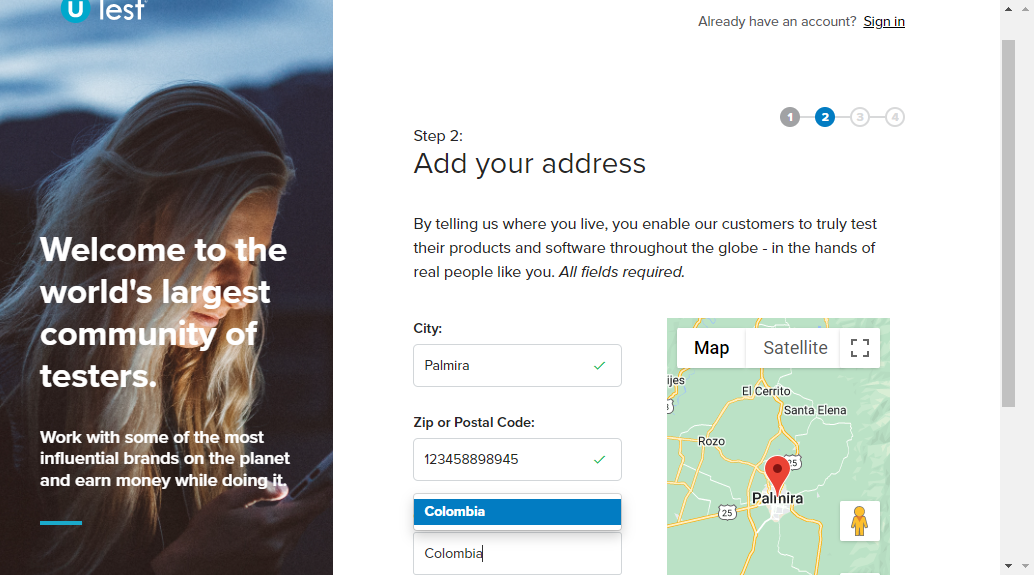 Test
Already have an account? Sign in
1 2 3 4
Step 2:
Add your address
By telling us where you live, you enable our customers to truly test
their products and software throughout the globe - in the hands of
real people like you. All fields required.
Welcome to the
world's largest
community of
testers.
Work with some of the most
influential brands on the planet
and earn money while doing it.
City:
Palmira
Zip or Postal Code:
123458898945
Colombia
Colombia
Map Satellite
ijes
El Cerrito
Santa Elena
Rozo
25
Palmira
25